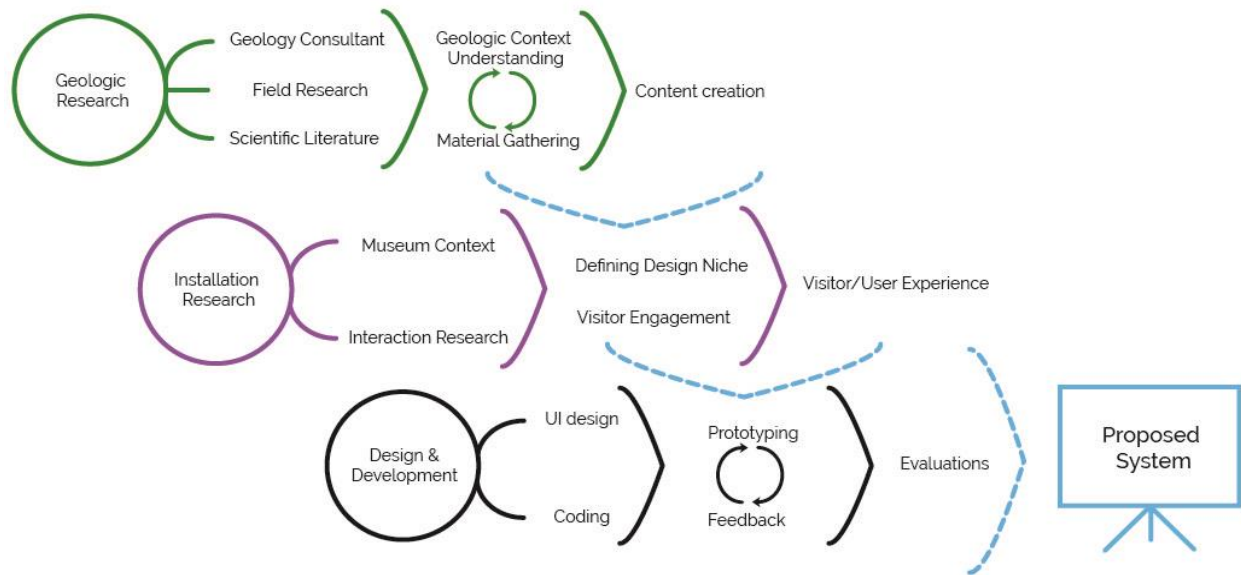 Geology Consultant
Geologic Context
Understanding
Geologic
Research
Field Research
Content creation
Scientific Literature
Material Gathering
Museum Context
Defining Design Niche
Installation
Research
Visitor/User Experience
Visitor Engagement
Interaction Research
UI design
Prototyping
Design &
Development
Evaluations
Proposed
System
Coding
Feedback